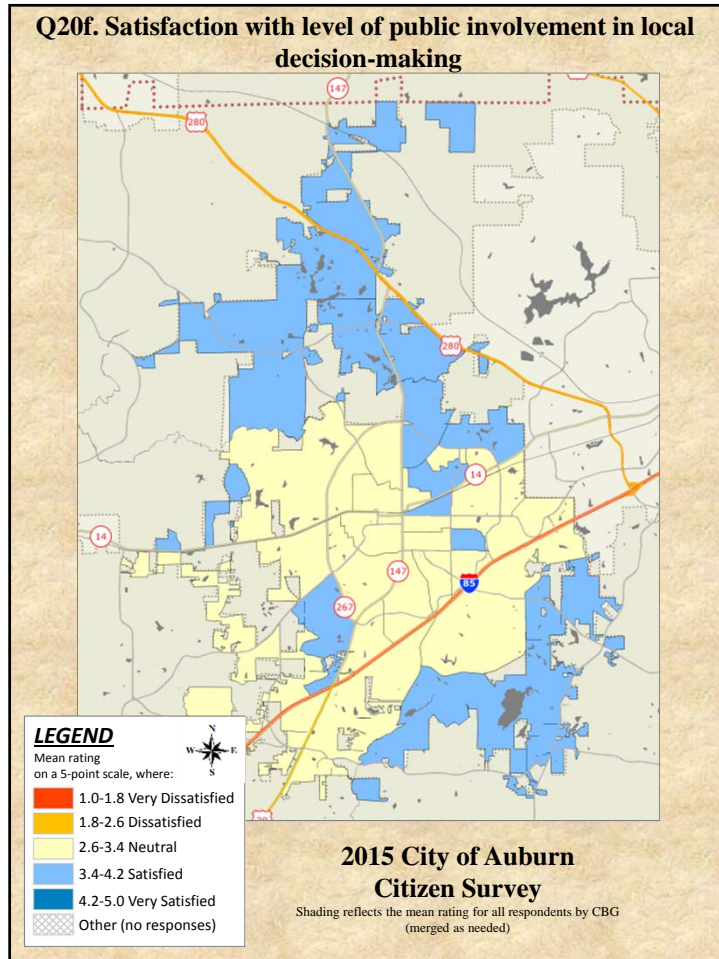 Q20f. Satisfaction with level of public involvement in local
decision-making
147
280
280
14
14
147
85
267
LEGEND
Mean rating
on a 5-point scale, where:
N
W E
S
1.0-1.8 Very Dissatisfied
1.8-2.6 Dissatisfied
2.6-3.4 Neutral
3.4-4.2 Satisfied
4.2-5.0 Very Satisfied
Other (no responses)
2015 City of Auburn
Citizen Survey
Shading reflects the mean rating for all respondents by CBG
(merged as needed)